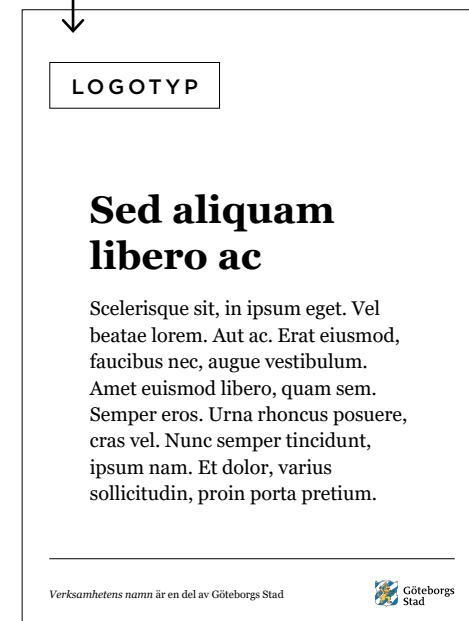 LOGOTYP
Sed aliquam
libero ac
Scelerisque sit, in ipsum eget. Vel
beatae lorem. Aut ac. Erat eiusmod,
faucibus nec, augue vestibulum.
Amet euismod libero, quam sem.
Semper eros. Urna rhoncus posuere,
cras vel. Nunc semper tincidunt,
ipsum nam. Et dolor, varius
sollicitudin, proin porta pretium.
Verksamhetens namn är en del av Göteborgs Stad
Göteborgs
Stad